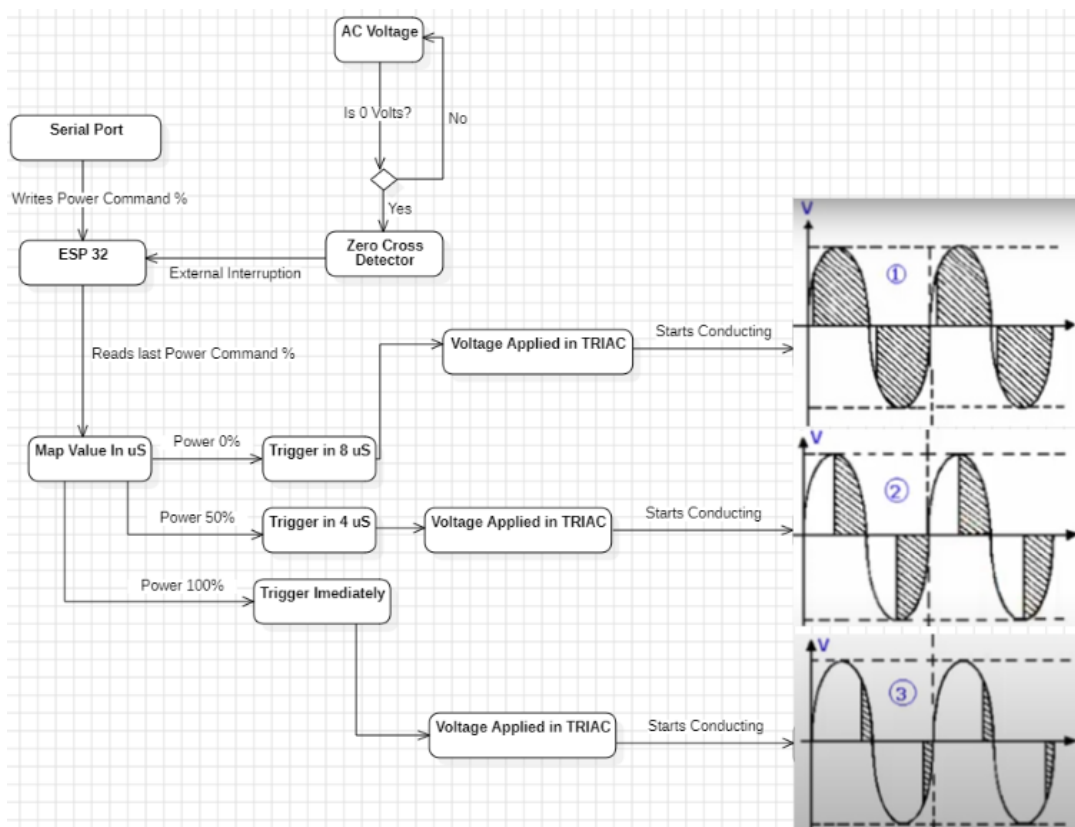 AC Voltage
Is 0 Volts?
No
Serial Port
Writes Power Command %
Yes
ESP 32
Zero Cross
Detector
External Interruption
V
①
Reads last Power Command %
Voltage Applied in TRIAC
Starts Conducting
Map Value In uS
Power 0%
Trigger in 8 uS
V
②
Power 50%
Trigger in 4 uS
Voltage Applied in TRIAC
Starts Conducting
Power 100%
Trigger Imediately
V
③
Voltage Applied in TRIAC
Starts Conducting